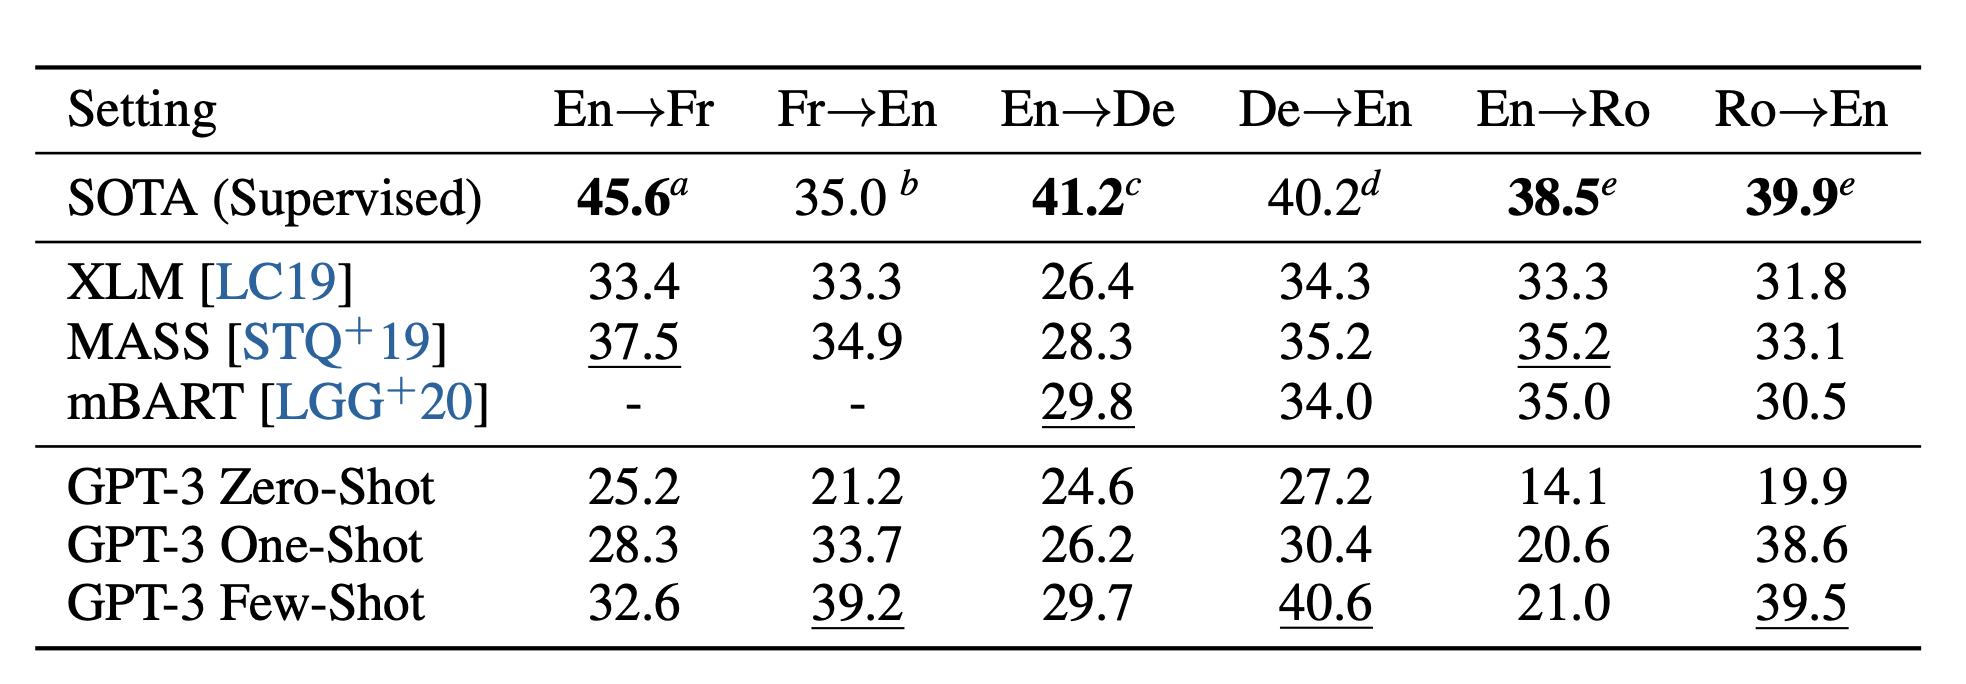 Setting En→Fr Fr→En En→De De→En En→Ro Ro→En
SOTA (Supervised) 45.6a 35.0 b 41.2c 40.2d 38.5e 39.9e
XLM [LC19] 33.4 33.3 26.4 34.3 33.3 31.8
MASS [STQ+19] 37.5 34.9 28.3 35.2 35.2 33.1
mBART [LGG+20] - - 29.8 34.0 35.0 30.5
GPT-3 Zero-Shot 25.2 21.2 24.6 27.2 14.1 19.9
GPT-3 One-Shot 28.3 33.7 26.2 30.4 20.6 38.6
GPT-3 Few-Shot 32.6 39.2 29.7 40.6 21.0 39.5